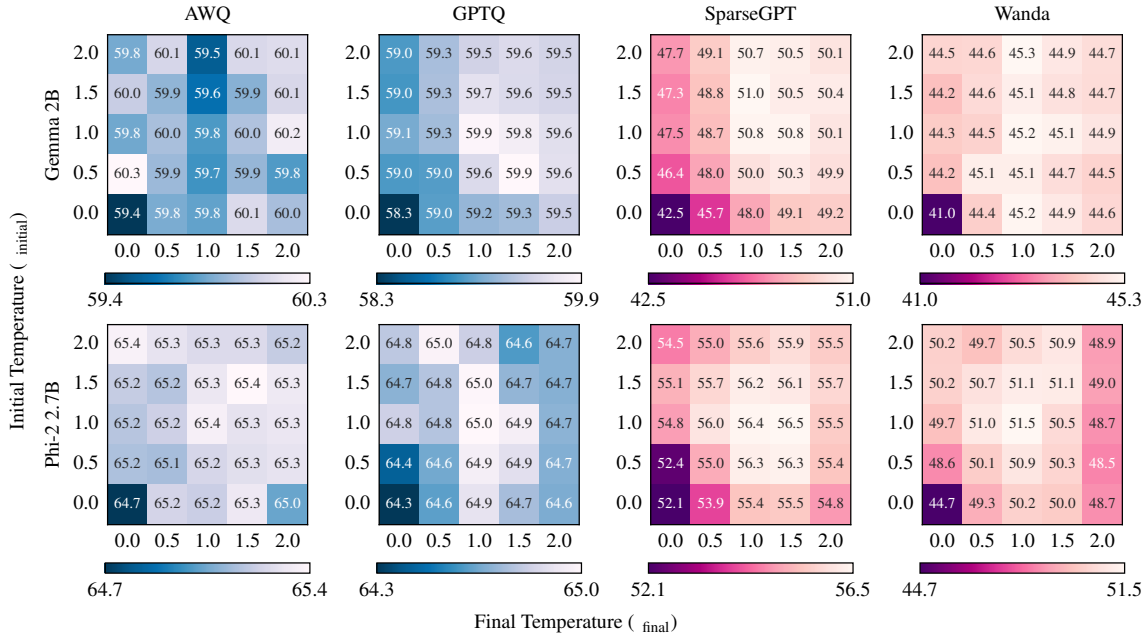 AWQ GPTQ SparseGPT Wanda
Initial Temperature ( initial)
Gemma 2B
2.0 59.8 60.1 59.5 60.1 60.1 2.0 59.0 59.3 59.5 59.6 59.5 2.0 47.7 49.1 50.7 50.5 50.1 2.0 44.5 44.6 45.3 44.9 44.7
1.5 60.0 59.9 59.6 59.9 60.1 1.5 59.0 59.3 59.7 59.6 59.5 1.5 47.3 48.8 51.0 50.5 50.4 1.5 44.2 44.6 45.1 44.8 44.7
1.0 59.8 60.0 59.8 60.0 60.2 1.0 59.1 59.3 59.9 59.8 59.6 1.0 47.5 48.7 50.8 50.8 50.1 1.0 44.3 44.5 45.2 45.1 44.9
0.5 60.3 59.9 59.7 59.9 59.8 0.5 59.0 59.0 59.6 59.9 59.6 0.5 46.4 48.0 50.0 50.3 49.9 0.5 44.2 45.1 45.1 44.7 44.5
0.0 59.4 59.8 59.8 60.1 60.0 0.0 58.3 59.0 59.2 59.3 59.5 0.0 42.5 45.7 48.0 49.1 49.2 0.0 41.0 44.4 45.2 44.9 44.6
0.0 0.5 1.0 1.5 2.0 0.0 0.5 1.0 1.5 2.0 0.0 0.5 1.0 1.5 2.0 0.0 0.5 1.0 1.5 2.0
59.4 60.3 58.3 59.9 42.5 51.0 41.0 45.3
Phi-2 2.7B
2.0 65.4 65.3 65.3 65.3 65.2 2.0 64.8 65.0 64.8 64.6 64.7 2.0 54.5 55.0 55.6 55.9 55.5 2.0 50.2 49.7 50.5 50.9 48.9
1.5 65.2 65.2 65.3 65.4 65.3 1.5 64.7 64.8 65.0 64.7 64.7 1.5 55.1 55.7 56.2 56.1 55.7 1.5 50.2 50.7 51.1 51.1 49.0
1.0 65.2 65.2 65.4 65.3 65.3 1.0 64.8 64.8 65.0 64.9 64.7 1.0 54.8 56.0 56.4 56.5 55.5 1.0 49.7 51.0 51.5 50.5 48.7
0.5 65.2 65.1 65.2 65.3 65.3 0.5 64.4 64.6 64.9 64.9 64.7 0.5 52.4 55.0 56.3 56.3 55.4 0.5 48.6 50.1 50.9 50.3 48.5
0.0 64.7 65.2 65.2 65.3 65.0 0.0 64.3 64.6 64.9 64.7 64.6 0.0 52.1 53.9 55.4 55.5 54.8 0.0 44.7 49.3 50.2 50.0 48.7
0.0 0.5 1.0 1.5 2.0 0.0 0.5 1.0 1.5 2.0 0.0 0.5 1.0 1.5 2.0 0.0 0.5 1.0 1.5 2.0
64.7 65.4 64.3 65.0 52.1 56.5 44.7 51.5
Final Temperature ( final)